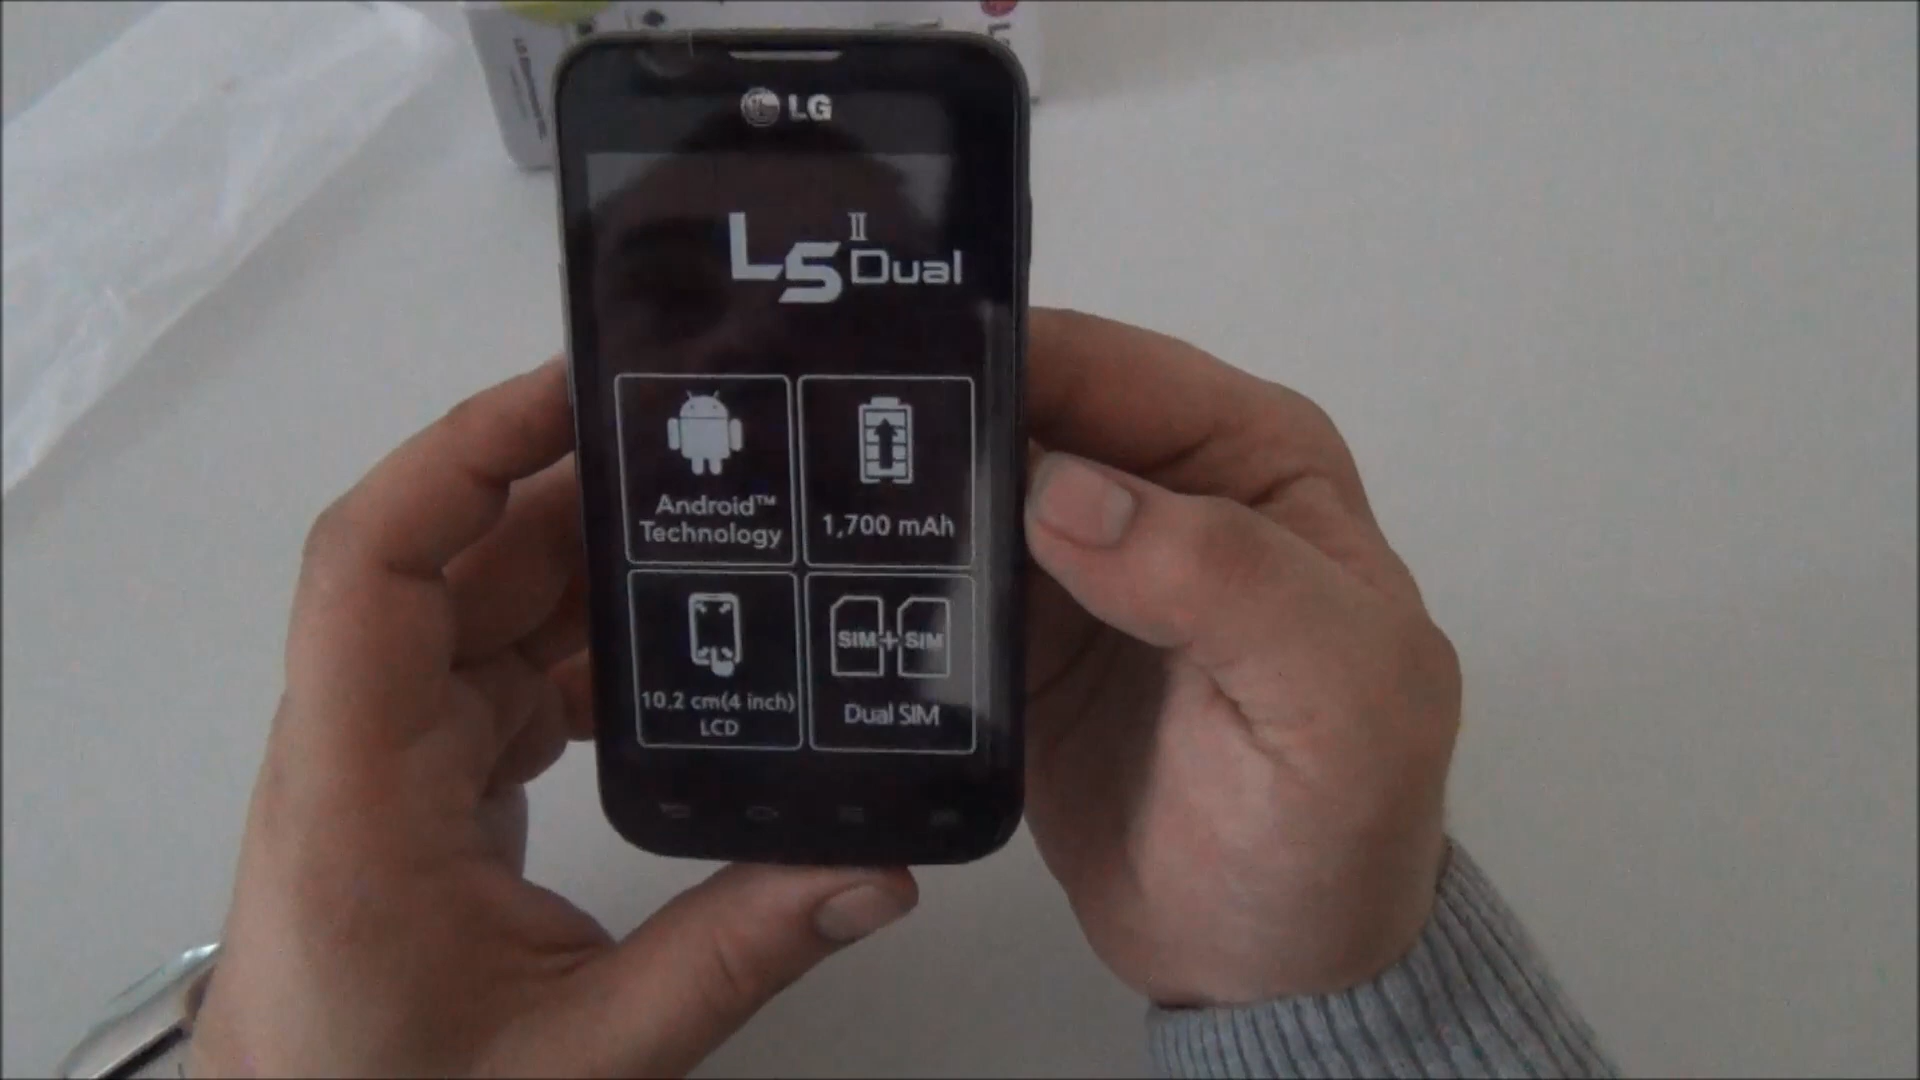 LG
L5 II Dual
Android™
Technology
1,700 mAh
SIM+SIM
10.2 cm(4 inch)
LCD
Dual SIM